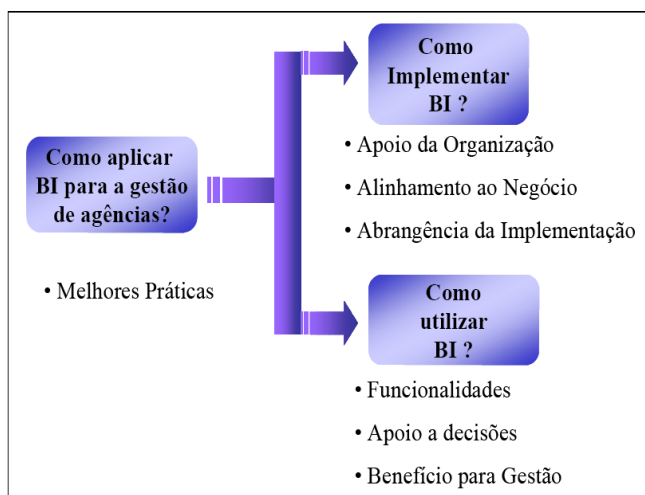 Como aplicar
BI para a gestão
de agências?
• Melhores Práticas
Como
Implementar
BI ?
• Apoio da Organização
• Alinhamento ao Negócio
• Abrangência da Implementação
Como
utilizar
BI ?
• Funcionalidades
• Apoio a decisões
• Benefício para Gestão